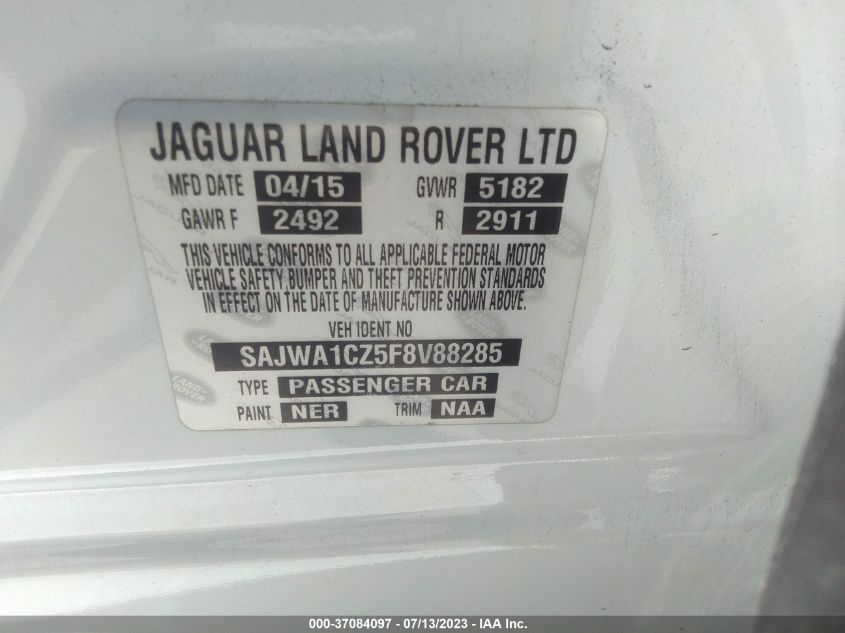 JAGUAR LAND ROVER LTD
MFD DATE 04/15 GVWR 5182
GAWR F 2492 R 2911
THIS VEHICLE CONFORMS TO ALL APPLICABLE FEDERAL MOTOR
VEHICLE SAFETY, BUMPER AND THEFT PREVENTION STANDARDS
IN EFFECT ON THE DATE OF MANUFACTURE SHOWN ABOVE.
VEH IDENT NO
SAJWA1CZ5F8V88285
TYPE PASSENGER CAR
PAINT NER TRIM NAA
000-37084097 - 07/13/2023 - IAA Inc.